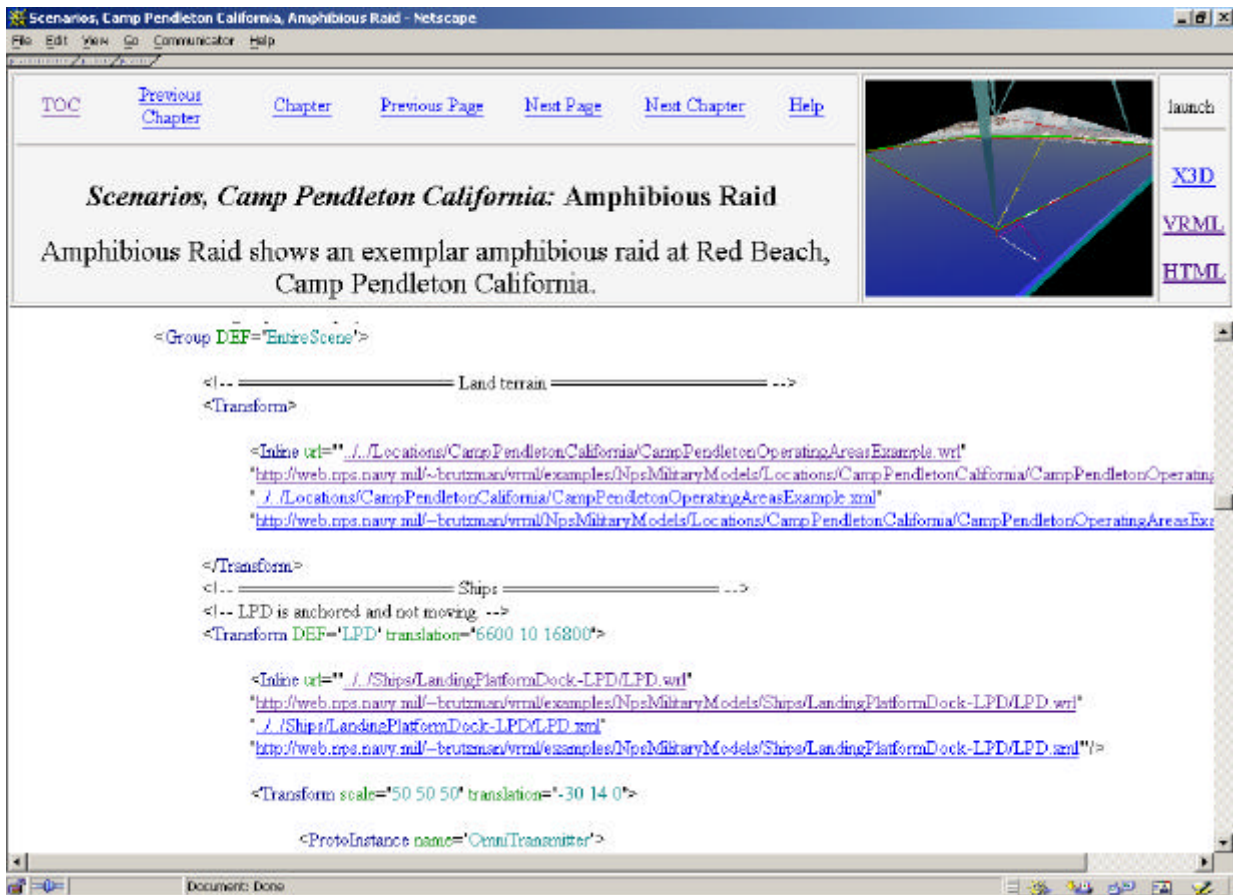 Scenarios, Camp Pendleton California, Amphibious Raid - Netscape
File Edit View Go Communicator Help
TOC Previous Chapter Chapter Previous Page Next Page Next Chapter Help
launch
X3D
VRML
HTML
Scenarios, Camp Pendleton California: Amphibious Raid
Amphibious Raid shows an exemplar amphibious raid at Red Beach,
Camp Pendleton California.
<Group DEF='EntireScene'>
<!-- ============================ Land terrain ============================ -->
<Transform>
<Inline url='"../../Locations/CampPendletonCalifornia/CampPendletonOperatingAreasExample.wrl"
"http://web.nps.navy.mil/~brutzman/vrml/examples/NpsMilitaryModels/Locations/CampPendletonCalifornia/CampPendletonOperating
"../../Locations/CampPendletonCalifornia/CampPendletonOperatingAreasExample.xml"
"http://web.nps.navy.mil/~brutzman/vrml/NpsMilitaryModels/Locations/CampPendletonCalifornia/CampPendletonOperatingAreasExa
</Transform>
<!-- ============================ Ships ============================ -->
<!-- LPD is anchored and not moving. -->
<Transform DEF='LPD' translation='6600 10 16800'>
<Inline url='"../../Ships/LandingPlatformDock-LPD/LPD.wrl"
"http://web.nps.navy.mil/~brutzman/vrml/examples/NpsMilitaryModels/Ships/LandingPlatformDock-LPD/LPD.wrl"
"../../Ships/LandingPlatformDock-LPD/LPD.xml"
"http://web.nps.navy.mil/~brutzman/vrml/examples/NpsMilitaryModels/Ships/LandingPlatformDock-LPD/LPD.xml"'/>
<Transform scale='50 50 50' translation='-30 14 0'>
<ProtoInstance name='OmniTransmitter'>
Document: Done